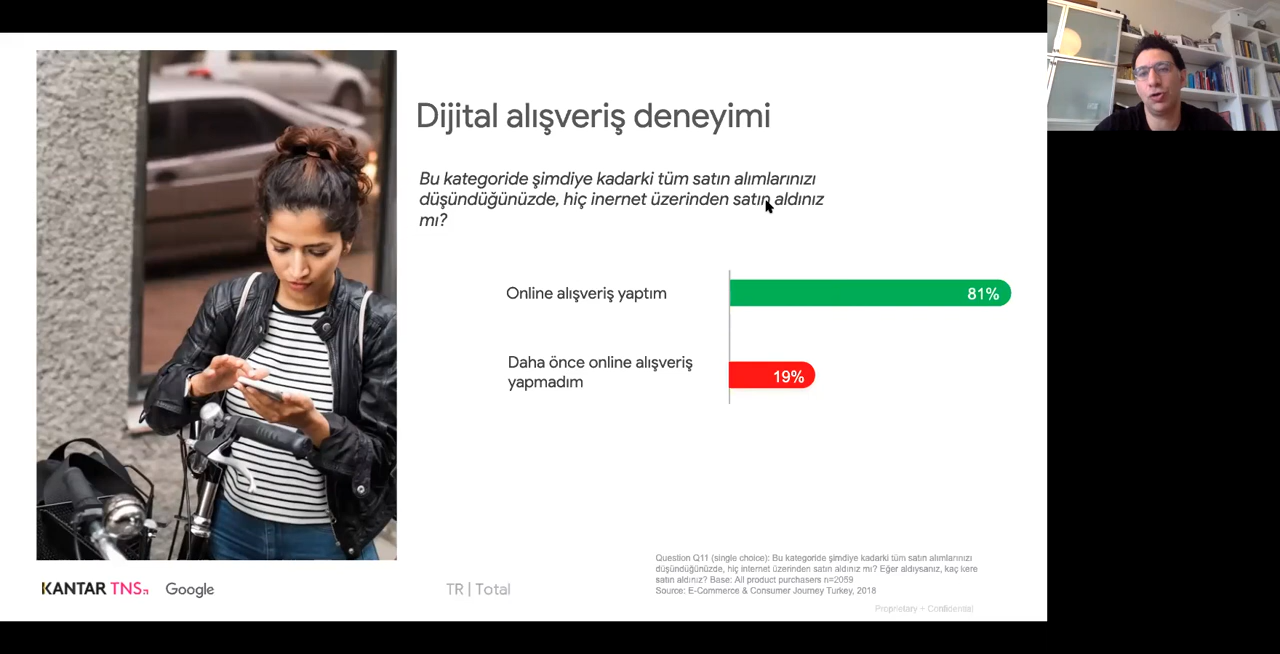 Dijital alışveriş deneyimi
Bu kategoride şimdiye kadarki tüm satın alımlarınızı
düşündüğünüzde, hiç inernet üzerinden satın aldınız
mı?
Online alışveriş yaptım
81%
Daha önce online alışveriş
yapmadım
19%
Question Q11 (single choice): Bu kategoride şimdiye kadarki tüm satın alımlarınızı
düşündüğünüzde, hiç internet üzerinden satın aldınız mı? Eğer aldıysanız, kaç kere
satın aldınız? Base: All product purchasers n=2059
Source: E-Commerce & Consumer Journey Turkey, 2018
KANTAR TNS
Google
TR | Total
Proprietary + Confidential